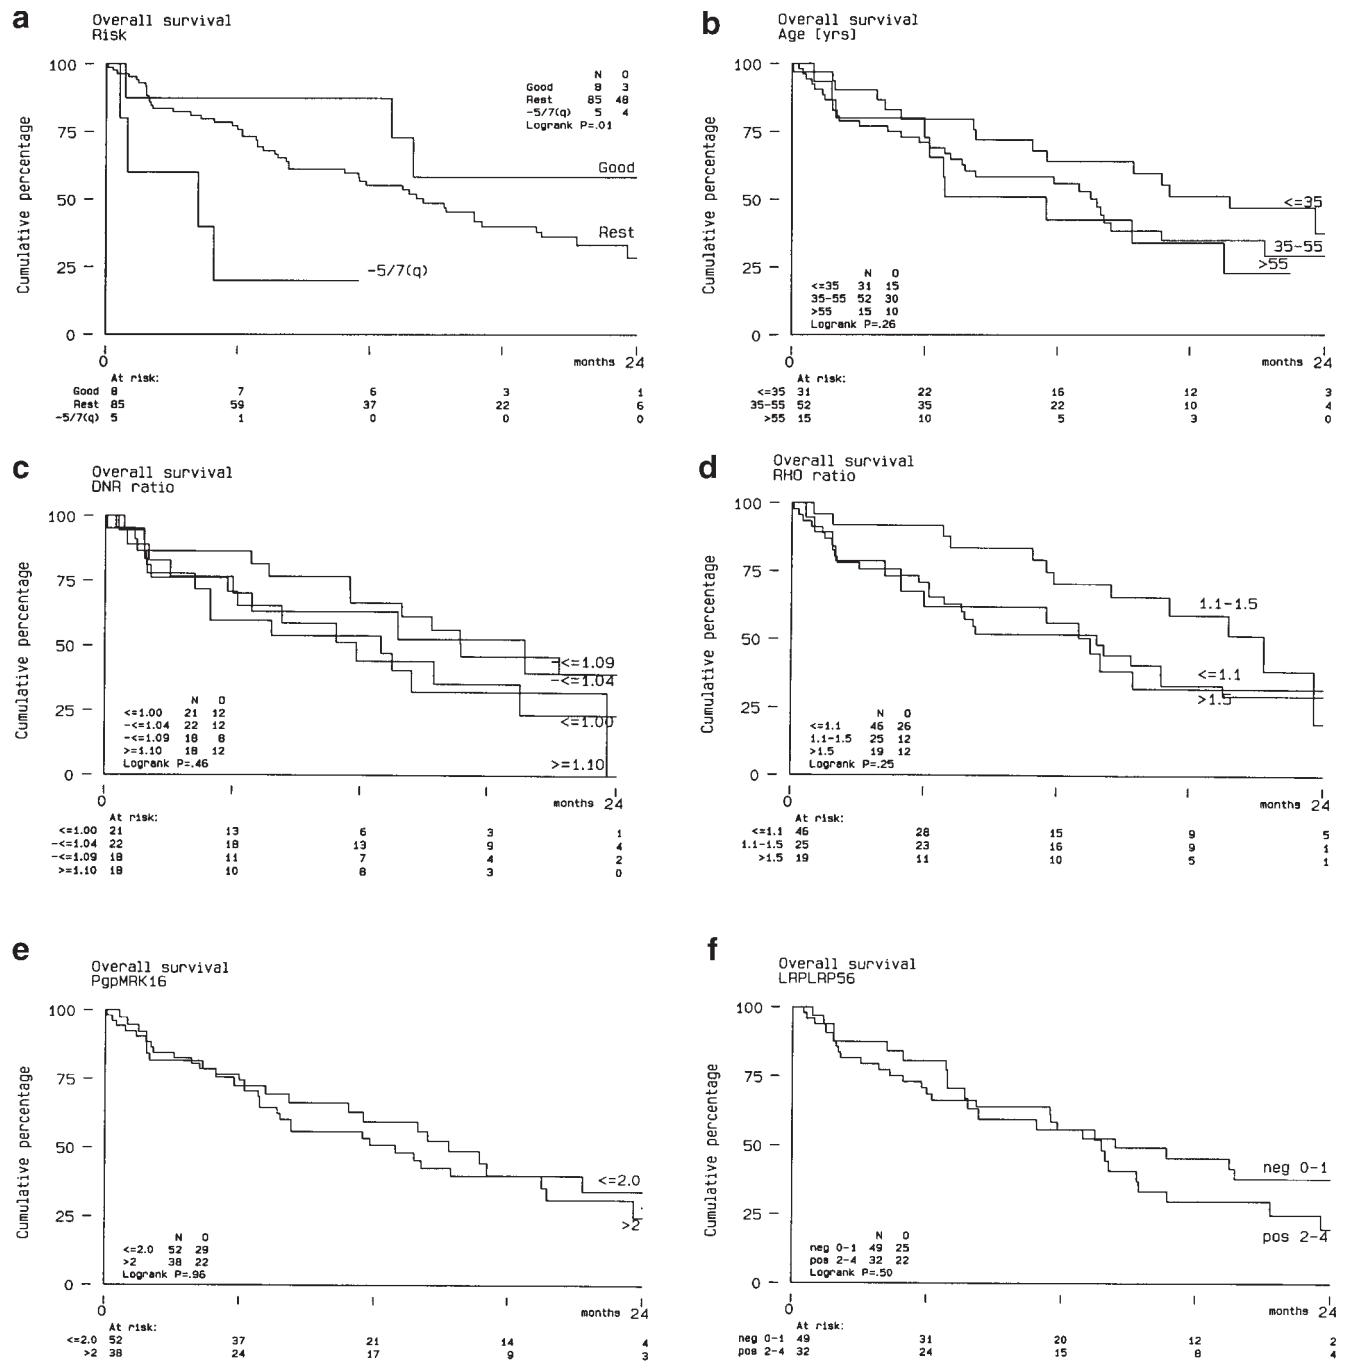 a
Overall survival
Risk
Cumulative percentage
100
75
50
25
0
N O
Good 8 3
Rest 85 48
-5/7(q) 5 4
Logrank P=.01
Good
Rest
-5/7(q)
0 months 24
At risk:
Good 8 7 6 3 1
Rest 85 59 37 22 6
-5/7(q) 5 1 0 0 0
b
Overall survival
Age [yrs]
Cumulative percentage
100
75
50
25
0
<=35
35-55
>55
N O
<=35 31 15
35-55 52 30
>55 15 10
Logrank P=.26
0 months 24
At risk:
<=35 31 22 16 12 3
35-55 52 35 22 10 4
>55 15 10 5 3 0
c
Overall survival
DNR ratio
Cumulative percentage
100
75
50
25
0
-<=1.09
-<=1.04
<=1.00
>=1.10
N O
<=1.00 21 12
-<=1.04 22 12
-<=1.09 18 8
>=1.10 18 12
Logrank P=.46
0 months 24
At risk:
<=1.00 21 13 6 3 1
-<=1.04 22 18 13 9 4
-<=1.09 18 11 7 4 2
>=1.10 18 10 8 3 0
d
Overall survival
RHO ratio
Cumulative percentage
100
75
50
25
0
1.1-1.5
<=1.1
>1.5
N O
<=1.1 46 26
1.1-1.5 25 12
>1.5 19 12
Logrank P=.25
0 months 24
At risk:
<=1.1 46 28 15 9 5
1.1-1.5 25 23 16 9 1
>1.5 19 11 10 5 1
e
Overall survival
PgpMRK16
Cumulative percentage
100
75
50
25
0
<=2.0
>2
N O
<=2.0 52 29
>2 38 22
Logrank P=.96
0 months 24
At risk:
<=2.0 52 37 21 14 4
>2 38 24 17 9 3
f
Overall survival
LRPLRP56
Cumulative percentage
100
75
50
25
0
neg 0-1
pos 2-4
N O
neg 0-1 49 25
pos 2-4 32 22
Logrank P=.50
0 months 24
At risk:
neg 0-1 49 31 20 12 2
pos 2-4 32 24 15 8 4